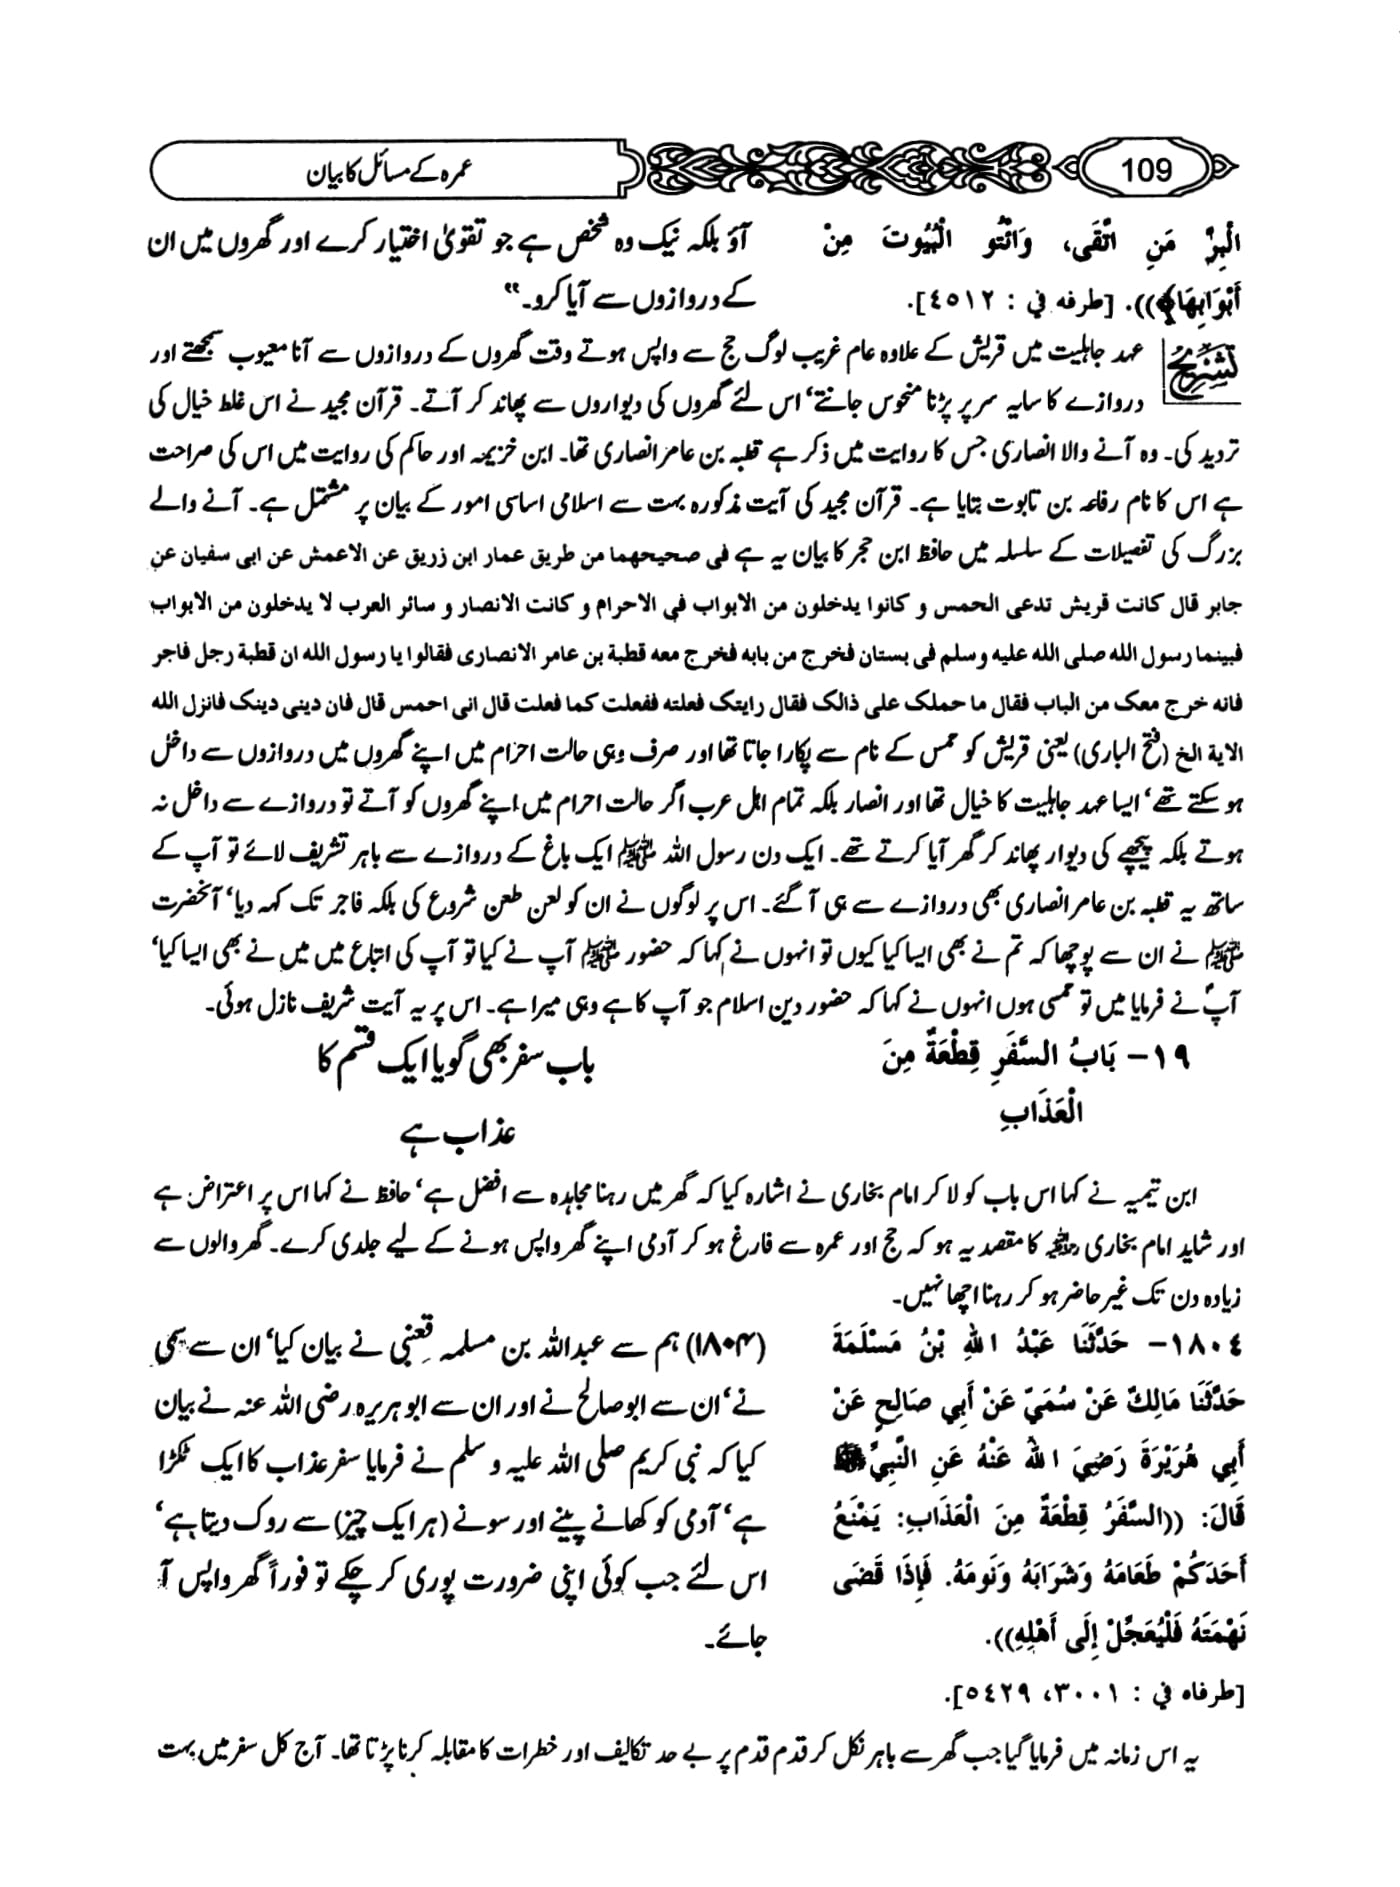 109
عمرہ کے مسائل کا بیان
الْبِرَّ مَنِ اتَّقَى، وَائْتُو الْبُيُوتَ مِنْ
أَبْوَابِهَا﴾)). [طرفه في : ٤٥١٢].
آؤ بلکہ نیک وہ شخص ہے جو تقویٰ اختیار کرے اور گھروں میں ان
کے دروازوں سے آیا کرو۔“
تشریح عہد جاہلیت میں قریش کے علاوہ عام غریب لوگ حج سے واپس ہوتے وقت گھروں کے دروازوں سے آنا معیوب سمجھتے اور
دروازے کا سایہ سر پر پڑنا منحوس جانتے‘ اس لئے گھروں کی دیواروں سے پھاند کر آتے۔ قرآن مجید نے اس غلط خیال کی
تردید کی۔ وہ آنے والا انصاری جس کا روایت میں ذکر ہے قطبہ بن عامر انصاری تھا۔ ابن خزیمہ اور حاکم کی روایت میں اس کی صراحت
ہے اس کا نام رفاعہ بن تابوت بتایا ہے۔ قرآن مجید کی آیت مذکورہ بہت سے اسلامی اساسی امور کے بیان پر مشتمل ہے۔ آنے والے
بزرگ کی تفصیلات کے سلسلہ میں حافظ ابن حجر کا بیان یہ ہے فی صحیحهما من طریق عمار ابن زریق عن الاعمش عن ابی سفیان عن
جابر قال کانت قریش تدعی الحمس و کانوا یدخلون من الابواب فی الاحرام و کانت الانصار و سائر العرب لا یدخلون من الابواب
فبینما رسول الله صلی الله علیه وسلم فی بستان فخرج من بابه فخرج معه قطبة بن عامر الانصاری فقالوا یا رسول الله ان قطبة رجل فاجر
فانه خرج معک من الباب فقال ما حملک علی ذالک فقال رایتک فعلته ففعلت کما فعلت قال انی احمس قال فان دینی دینک فانزل الله
الایة الخ (فتح الباری) یعنی قریش کو حمس کے نام سے پکارا جاتا تھا اور صرف وہی حالت احرام میں اپنے گھروں میں دروازوں سے داخل
ہو سکتے تھے‘ ایسا عہد جاہلیت کا خیال تھا اور انصار بلکہ تمام اہل عرب اگر حالت احرام میں اپنے گھروں کو آتے تو دروازے سے داخل نہ
ہوتے بلکہ پیچھے کی دیوار پھاند کر گھر آیا کرتے تھے۔ ایک دن رسول اللہ ﷺ ایک باغ کے دروازے سے باہر تشریف لائے تو آپ کے
ساتھ یہ قطبہ بن عامر انصاری بھی دروازے سے ہی آ گئے۔ اس پر لوگوں نے ان کو لعن طعن شروع کی بلکہ فاجر تک کہہ دیا‘ آنحضرت
ﷺ نے ان سے پوچھا کہ تم نے بھی ایسا کیا کیوں تو انہوں نے کہا کہ حضور ﷺ آپ نے کیا تو آپ کی اتباع میں میں نے بھی ایسا کیا‘
آپؐ نے فرمایا میں تو حمسی ہوں انہوں نے کہا کہ حضور دین اسلام جو آپ کا ہے وہی میرا ہے۔ اس پر یہ آیت شریف نازل ہوئی۔
١٩ - بَابُ السَّفَرِ قِطْعَةٌ مِنَ
الْعَذَابِ
باب سفر بھی گویا ایک قسم کا
عذاب ہے
ابن تیمیہ نے کہا اس باب کو لا کر امام بخاری نے اشارہ کیا کہ گھر میں رہنا مجاہدہ سے افضل ہے‘ حافظ نے کہا اس پر اعتراض ہے
اور شاید امام بخاری رحمۃ اللہ علیہ کا مقصد یہ ہو کہ حج اور عمرہ سے فارغ ہو کر آدمی اپنے گھر واپس ہونے کے لیے جلدی کرے۔ گھر والوں سے
زیادہ دن تک غیر حاضر ہو کر رہنا اچھا نہیں۔
١٨٠٤- حَدَّثَنَا عَبْدُ اللهِ بْنُ مَسْلَمَةَ
حَدَّثَنَا مَالِكٌ عَنْ سُمَيٍّ عَنْ أَبِي صَالِحٍ عَنْ
أَبِي هُرَيْرَةَ رَضِيَ اللهُ عَنْهُ عَنِ النَّبِيِّ ﷺ
قَالَ: ((السَّفَرُ قِطْعَةٌ مِنَ الْعَذَابِ: يَمْنَعُ
أَحَدَكُمْ طَعَامَهُ وَشَرَابَهُ وَنَومَهُ. فَإِذَا قَضَى
نَهْمَتَهُ فَلْيُعَجِّلْ إِلَى أَهْلِهِ)).
[طرفاه في : ٣٠٠١، ٥٤٢٩].
(۱۸۰۴) ہم سے عبداللہ بن مسلمہ قعنبی نے بیان کیا‘ ان سے سمی
نے‘ ان سے ابو صالح نے اور ان سے ابو ہریرہ رضی اللہ عنہ نے بیان
کیا کہ نبی کریم صلی اللہ علیہ و سلم نے فرمایا سفر عذاب کا ایک ٹکڑا
ہے‘ آدمی کو کھانے پینے اور سونے (ہر ایک چیز) سے روک دیتا ہے‘
اس لئے جب کوئی اپنی ضرورت پوری کر چکے تو فوراً گھر واپس آ
جائے۔
یہ اس زمانہ میں فرمایا گیا جب گھر سے باہر نکل کر قدم قدم پر بے حد تکالیف اور خطرات کا مقابلہ کرنا پڑتا تھا۔ آج کل سفر میں بہت